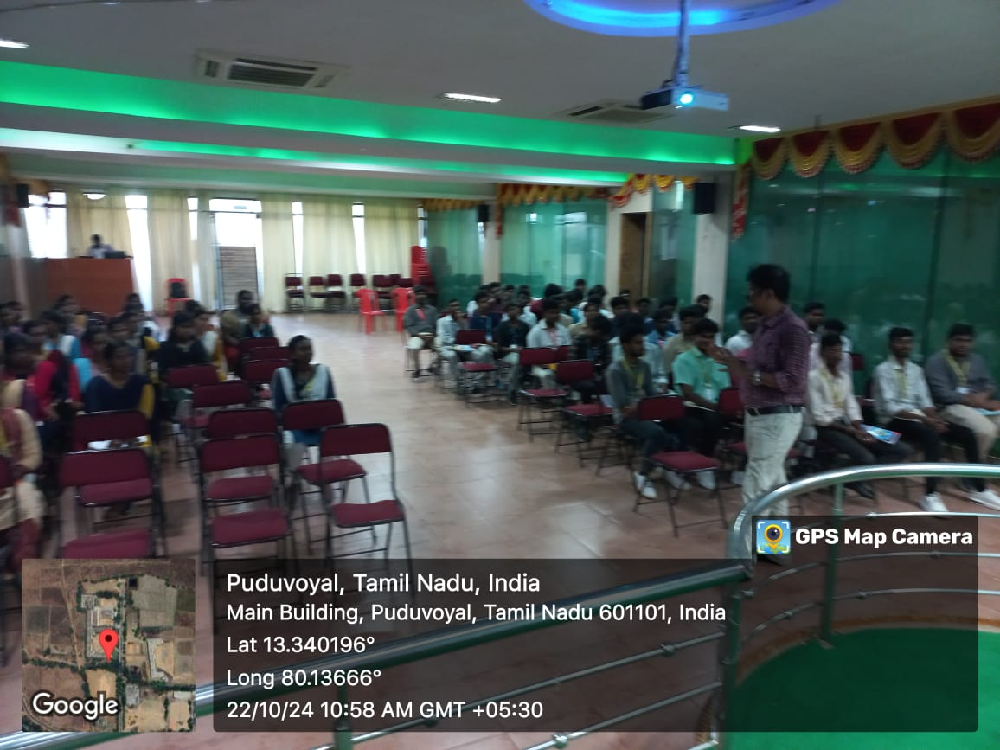 GPS Map Camera
Puduvoyal, Tamil Nadu, India
Main Building, Puduvoyal, Tamil Nadu 601101, India
Lat 13.340196°
Long 80.13666°
22/10/24 10:58 AM GMT +05:30
Google